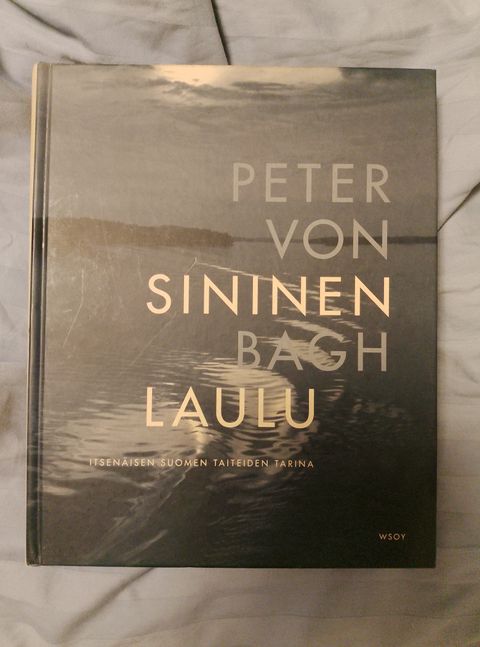 PETER
VON
SININEN
BAGH
LAULU
ITSENÄISEN SUOMEN TAITEIDEN TARINA
WSOY